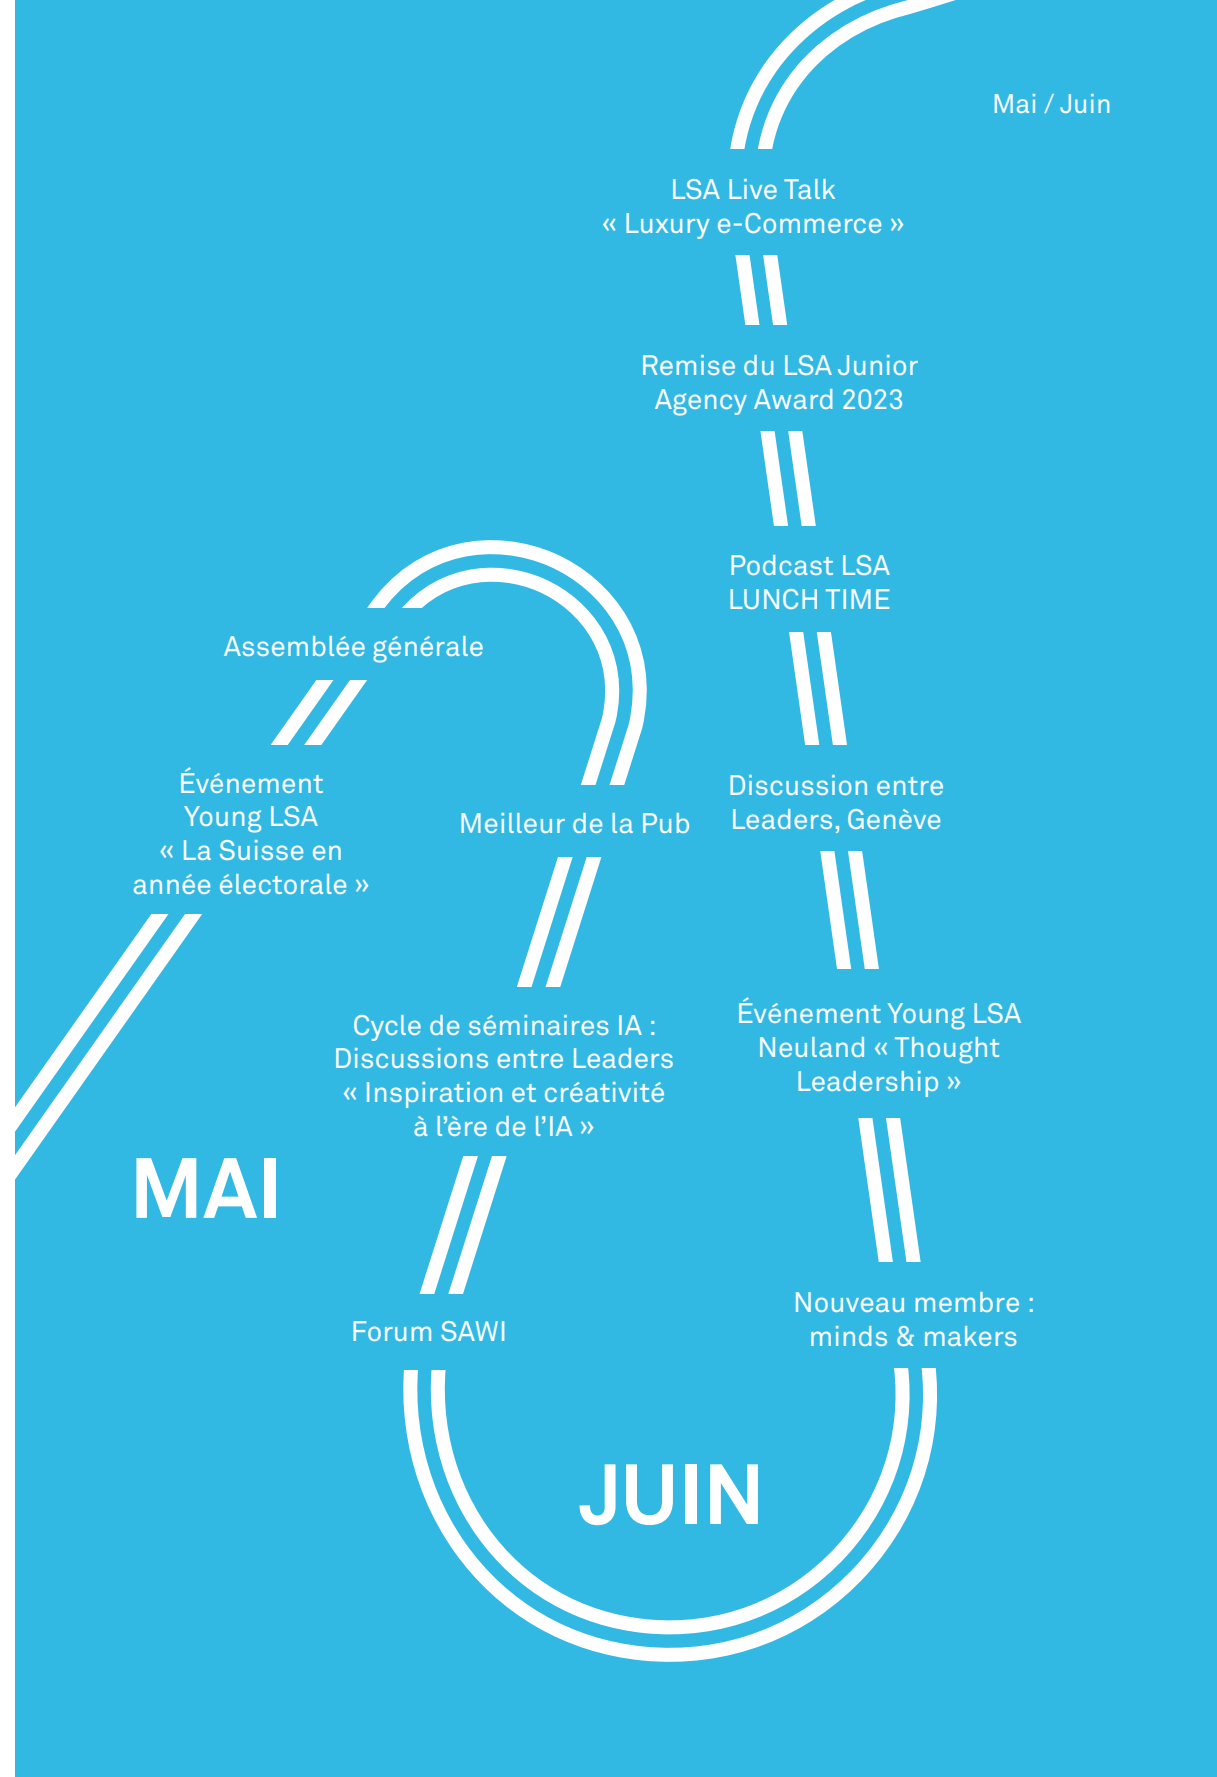 Mai / Juin
LSA Live Talk
« Luxury e-Commerce »
Remise du LSA Junior
Agency Award 2023
Podcast LSA
LUNCH TIME
Assemblée générale
Événement
Young LSA
« La Suisse en
année électorale »
Meilleur de la Pub
Discussion entre
Leaders, Genève
Cycle de séminaires IA :
Discussions entre Leaders
« Inspiration et créativité
à l’ère de l’IA »
Événement Young LSA
Neuland « Thought
Leadership »
MAI
Forum SAWI
Nouveau membre :
minds & makers
JUIN